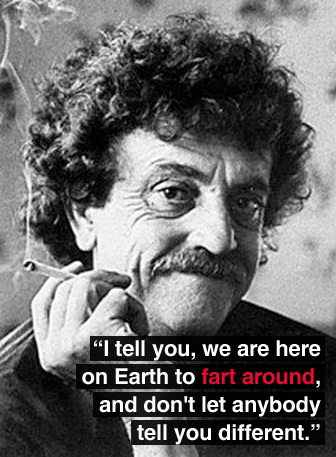 “I tell you, we are here
on Earth to fart around,
and don't let anybody
tell you different.”